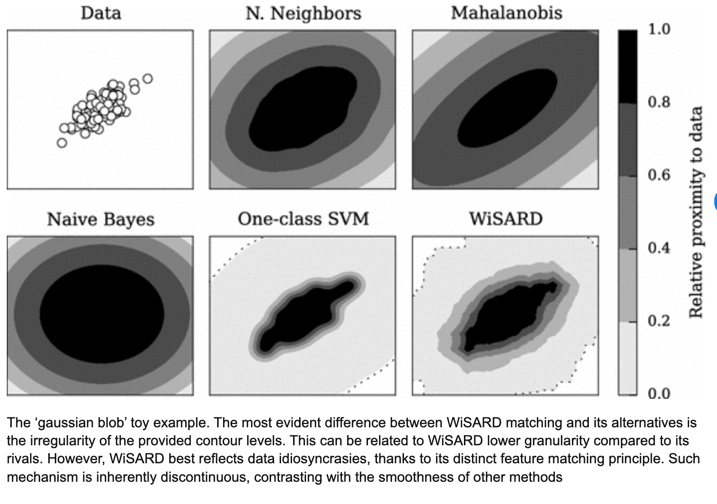 Data
N. Neighbors
Mahalanobis
1.0
0.8
0.6
0.4
0.2
0.0
Relative proximity to data
Naive Bayes
One-class SVM
WiSARD
The ‘gaussian blob’ toy example. The most evident difference between WiSARD matching and its alternatives is
the irregularity of the provided contour levels. This can be related to WiSARD lower granularity compared to its
rivals. However, WiSARD best reflects data idiosyncrasies, thanks to its distinct feature matching principle. Such
mechanism is inherently discontinuous, contrasting with the smoothness of other methods